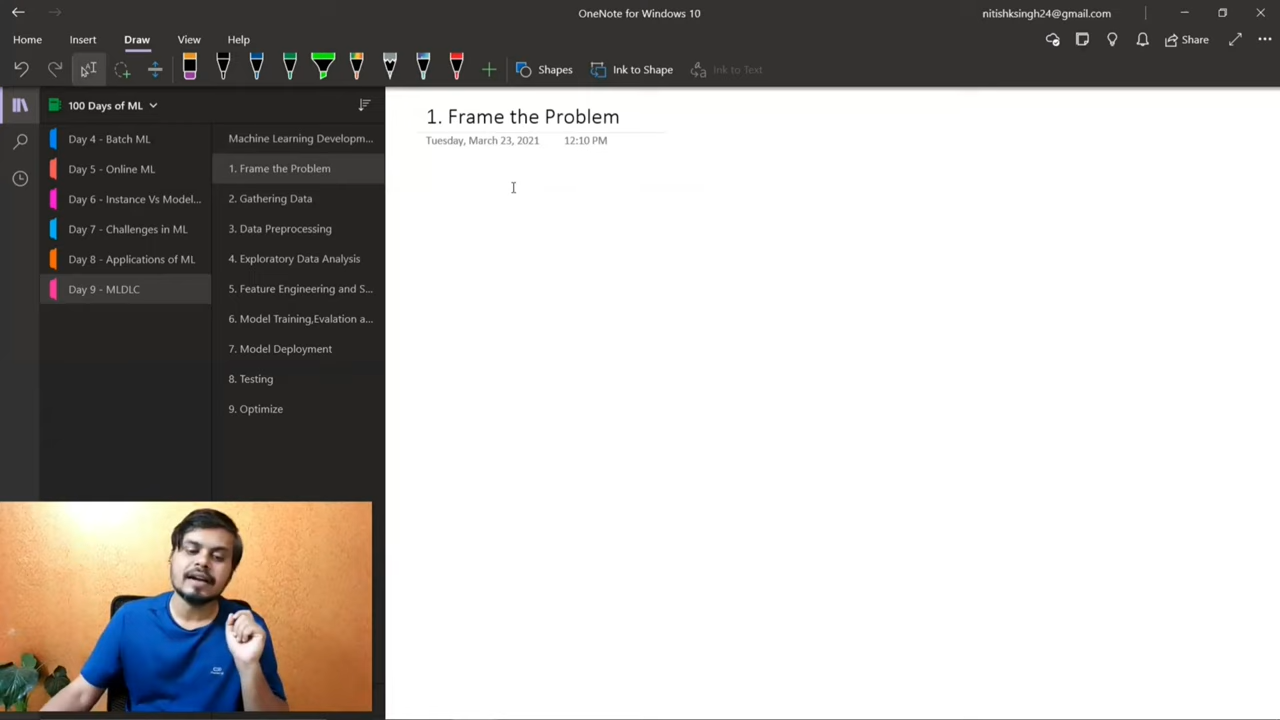 OneNote for Windows 10
nitishksingh24@gmail.com
Home
Insert
Draw
View
Help
Share
Shapes
Ink to Shape
Ink to Text
100 Days of ML
Day 4 - Batch ML
Day 5 - Online ML
Day 6 - Instance Vs Model...
Day 7 - Challenges in ML
Day 8 - Applications of ML
Day 9 - MLDLC
Machine Learning Developm...
1. Frame the Problem
2. Gathering Data
3. Data Preprocessing
4. Exploratory Data Analysis
5. Feature Engineering and S...
6. Model Training,Evalation a...
7. Model Deployment
8. Testing
9. Optimize
1. Frame the Problem
Tuesday, March 23, 2021 12:10 PM